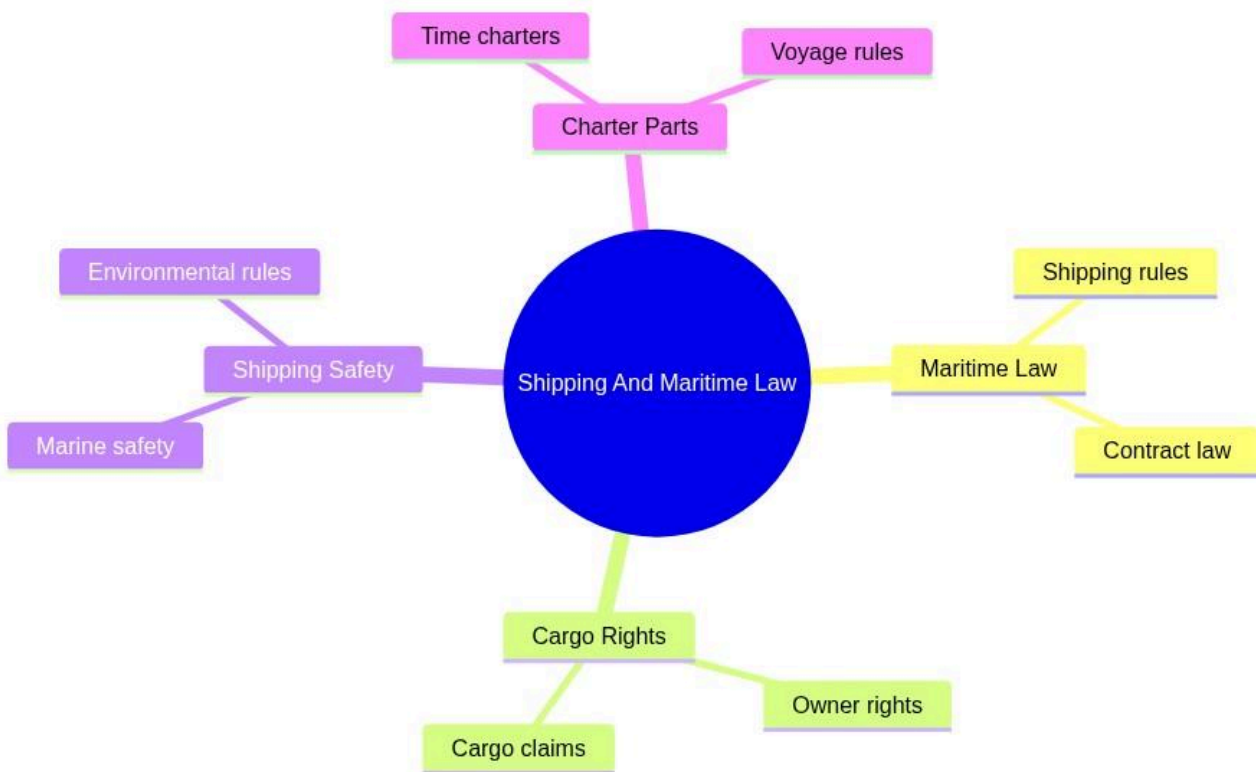 Time charters
Voyage rules
Charter Parts
Environmental rules
Shipping rules
Shipping Safety
Maritime Law
Shipping And Maritime Law
Marine safety
Contract law
Cargo Rights
Owner rights
Cargo claims